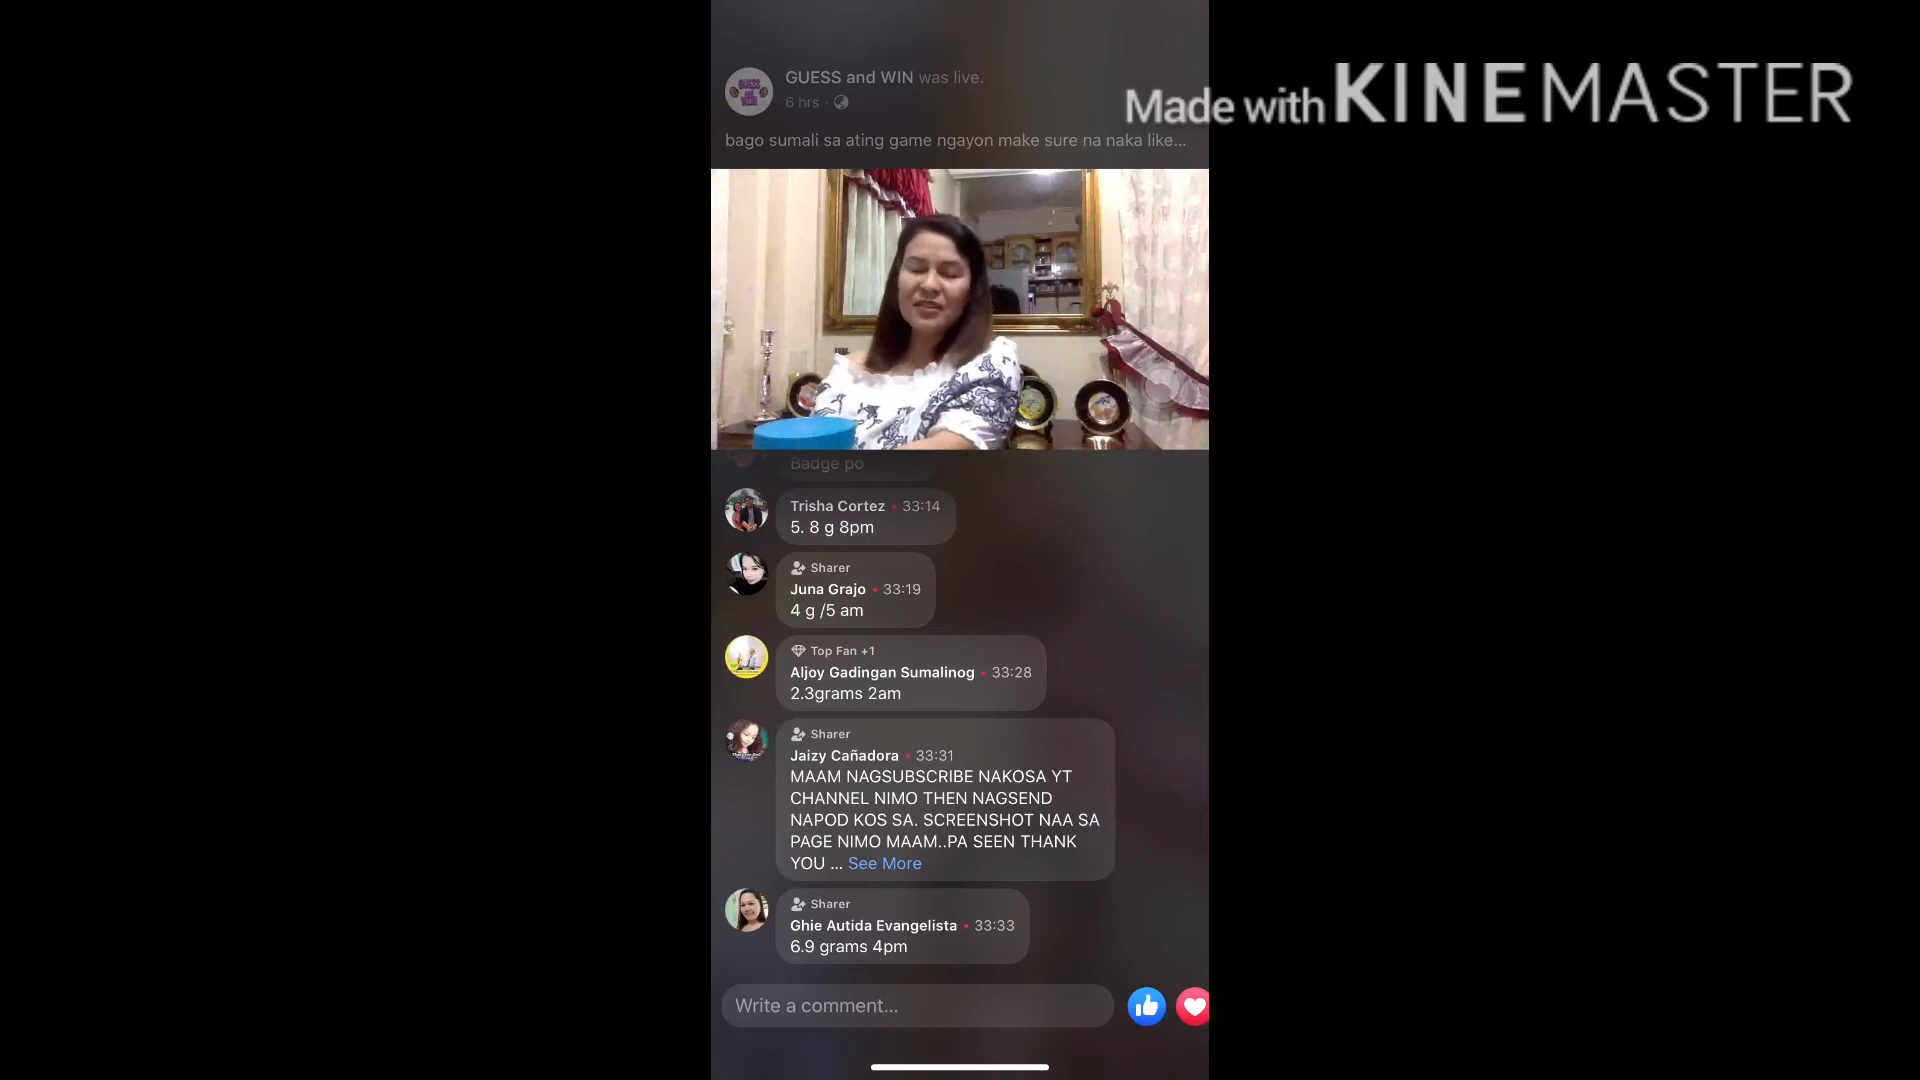 GUESS and WIN was live.
6 hrs ·
Made with KINEMASTER
bago sumali sa ating game ngayon make sure na naka like...
Badge po
Trisha Cortez • 33:14
5. 8 g 8pm
Sharer
Juna Grajo • 33:19
4 g /5 am
Top Fan +1
Aljoy Gadingan Sumalinog • 33:28
2.3grams 2am
Sharer
Jaizy Cañadora • 33:31
MAAM NAGSUBSCRIBE NAKOSA YT
CHANNEL NIMO THEN NAGSEND
NAPOD KOS SA. SCREENSHOT NAA SA
PAGE NIMO MAAM..PA SEEN THANK
YOU ... See More
Sharer
Ghie Autida Evangelista • 33:33
6.9 grams 4pm
Write a comment...